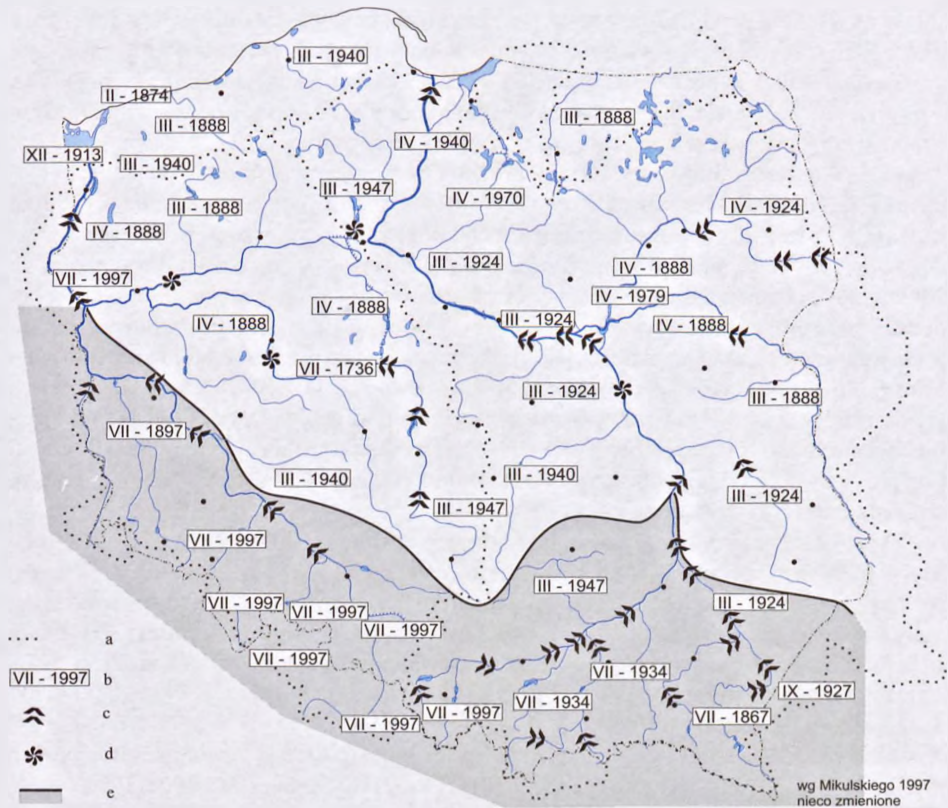 III - 1940
II - 1874
III - 1888
III - 1888
IV - 1940
XII - 1913
III - 1940
III - 1947
IV - 1970
III - 1888
IV - 1924
IV - 1888
III - 1924
IV - 1888
VII - 1997
IV - 1979
IV - 1888
III - 1924
IV - 1888
IV - 1888
VII - 1736
III - 1924
III - 1888
VII - 1897
III - 1940
III - 1940
III - 1924
III - 1947
VII - 1997
III - 1947
VII - 1997
VII - 1997
III - 1924
VII - 1997
a
VII - 1997
VII - 1934
VII - 1997
b
IX - 1927
VII - 1934
VII - 1997
VII - 1997
VII - 1867
c
d
e
wg Mikulskiego 1997
nieco zmienione